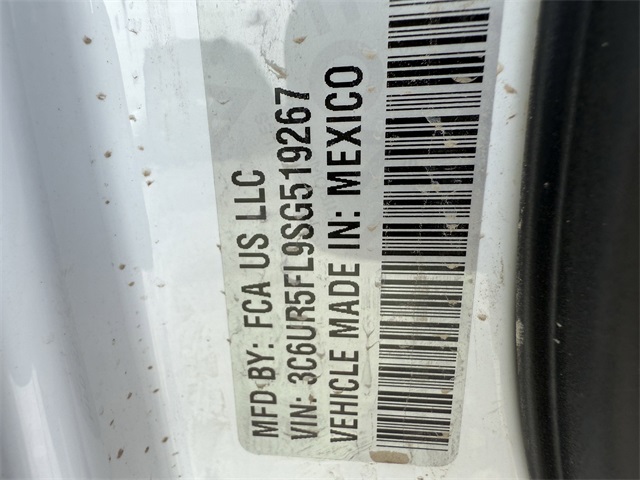 MFD BY: FCA US LLC
VIN: 3C6UR5FL9SG519267
VEHICLE MADE IN: MEXICO